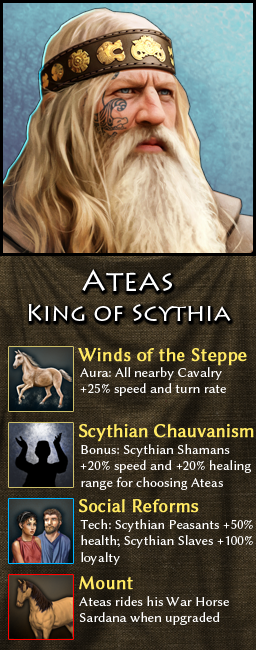 Ateas
King of Scythia
Winds of the Steppe
Aura: All nearby Cavalry
+25% speed and turn rate
Scythian Chauvanism
Bonus: Scythian Shamans
+20% speed and +20% healing
range for choosing Ateas
Social Reforms
Tech: Scythian Peasants +50%
health; Scythian Slaves +100%
loyalty
Mount
Ateas rides his War Horse
Sardana when upgraded